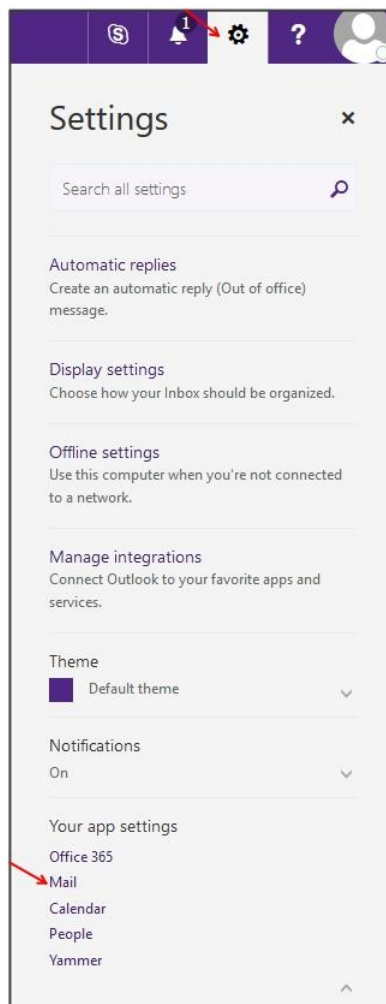 1
?
Settings
×
Search all settings
Automatic replies
Create an automatic reply (Out of office)
message.
Display settings
Choose how your Inbox should be organized.
Offline settings
Use this computer when you're not connected
to a network.
Manage integrations
Connect Outlook to your favorite apps and
services.
Theme
Default theme
Notifications
On
Your app settings
Office 365
Mail
Calendar
People
Yammer